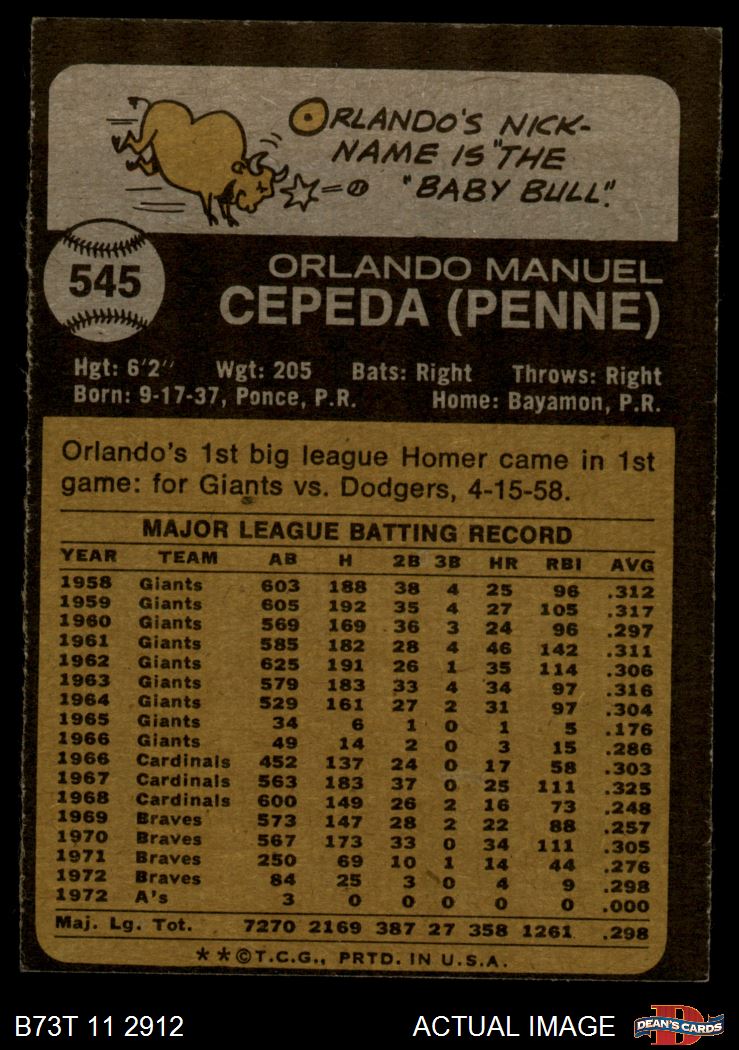 ORLANDO'S NICK-
NAME IS "THE
"BABY BULL".
545
ORLANDO MANUEL
CEPEDA (PENNE)
Hgt: 6'2" Wgt: 205 Bats: Right Throws: Right
Born: 9-17-37, Ponce, P.R. Home: Bayamon, P.R.
Orlando's 1st big league Homer came in 1st
game: for Giants vs. Dodgers, 4-15-58.
MAJOR LEAGUE BATTING RECORD
YEAR TEAM AB H 2B 3B HR RBI AVG
1958 Giants 603 188 38 4 25 96 .312
1959 Giants 605 192 35 4 27 105 .317
1960 Giants 569 169 36 3 24 96 .297
1961 Giants 585 182 28 4 46 142 .311
1962 Giants 625 191 26 1 35 114 .306
1963 Giants 579 183 33 4 34 97 .316
1964 Giants 529 161 27 2 31 97 .304
1965 Giants 34 6 1 0 1 5 .176
1966 Giants 49 14 2 0 3 15 .286
1966 Cardinals 452 137 24 0 17 58 .303
1967 Cardinals 563 183 37 0 25 111 .325
1968 Cardinals 600 149 26 2 16 73 .248
1969 Braves 573 147 28 2 22 88 .257
1970 Braves 567 173 33 0 34 111 .305
1971 Braves 250 69 10 1 14 44 .276
1972 Braves 84 25 3 0 4 9 .298
1972 A's 3 0 0 0 0 0 .000
Maj. Lg. Tot. 7270 2169 387 27 358 1261 .298
**©T.C.G., PRTD. IN U.S.A.
B73T 11 2912 ACTUAL IMAGE D DEAN'S CARDS